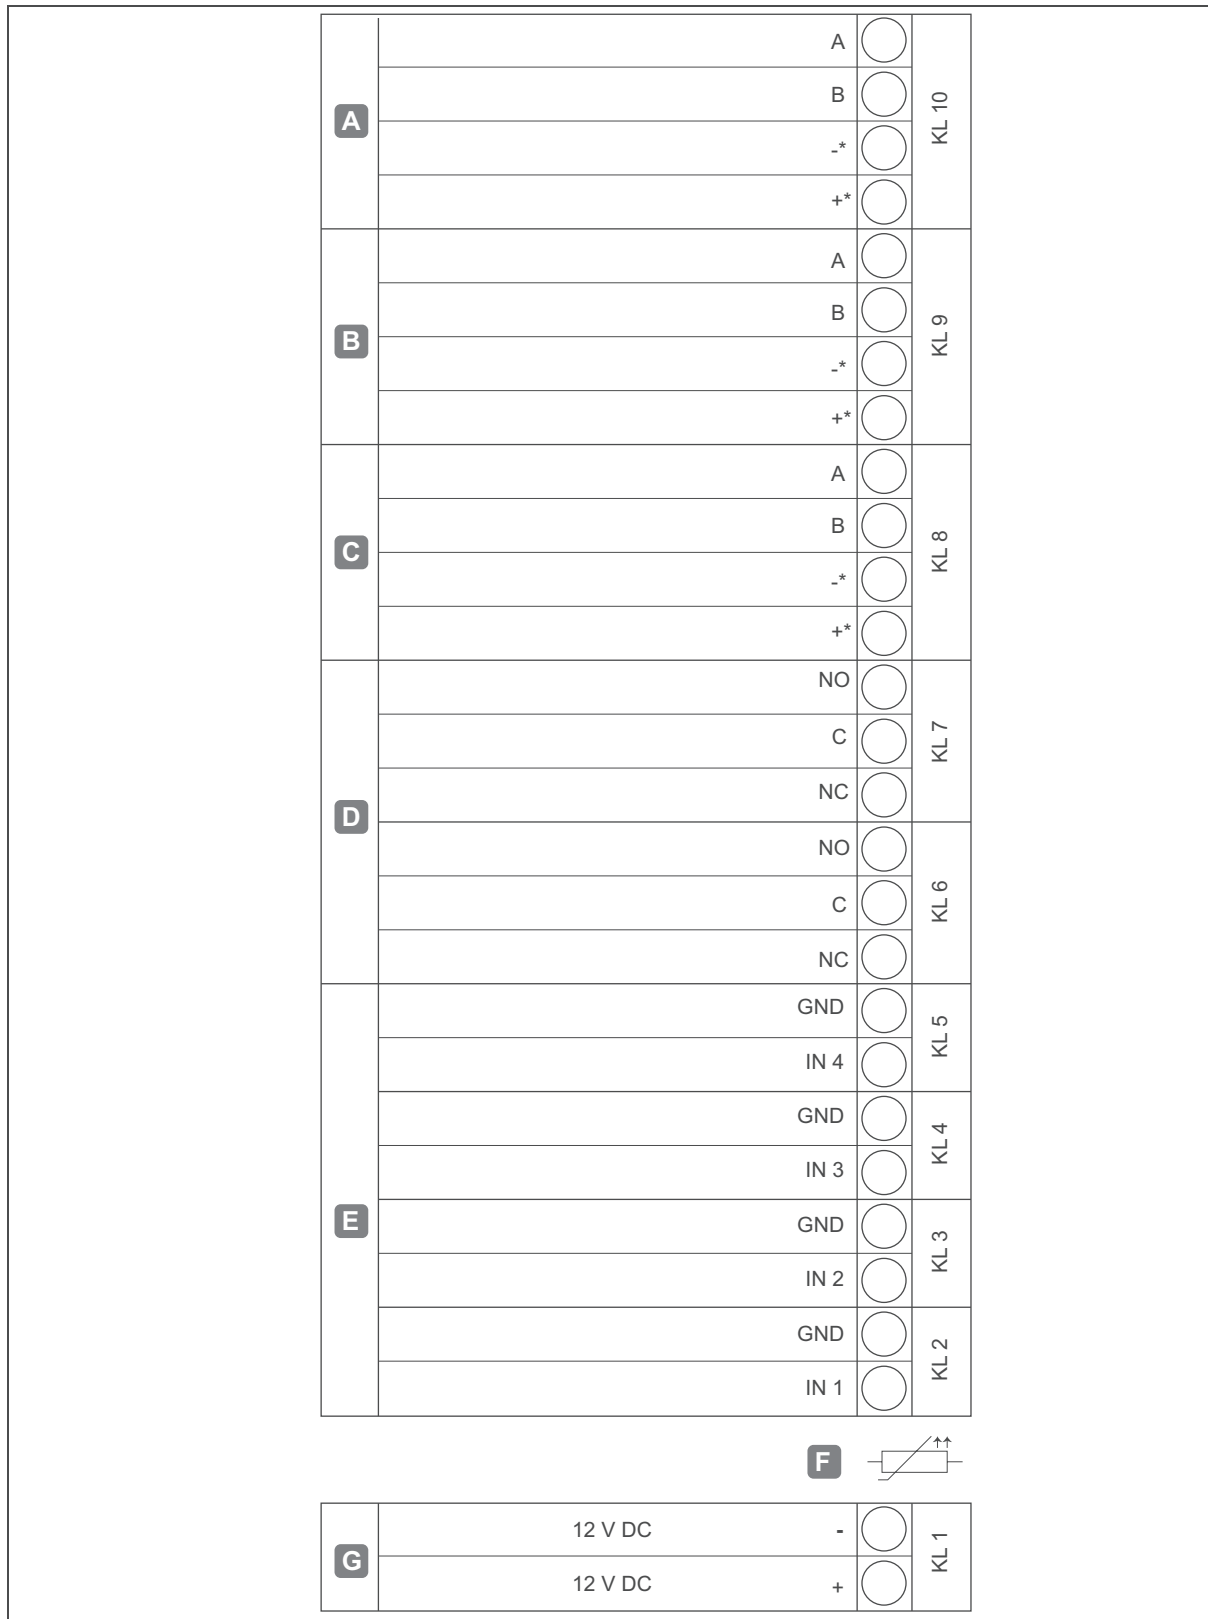 A
A
B
-*
+*
KL 10
B
A
B
-*
+*
KL 9
C
A
B
-*
+*
KL 8
D
NO
C
NC
KL 7
NO
C
NC
KL 6
E
GND
IN 4
KL 5
GND
IN 3
KL 4
GND
IN 2
KL 3
GND
IN 1
KL 2
F
G
12 V DC -
12 V DC +
KL 1